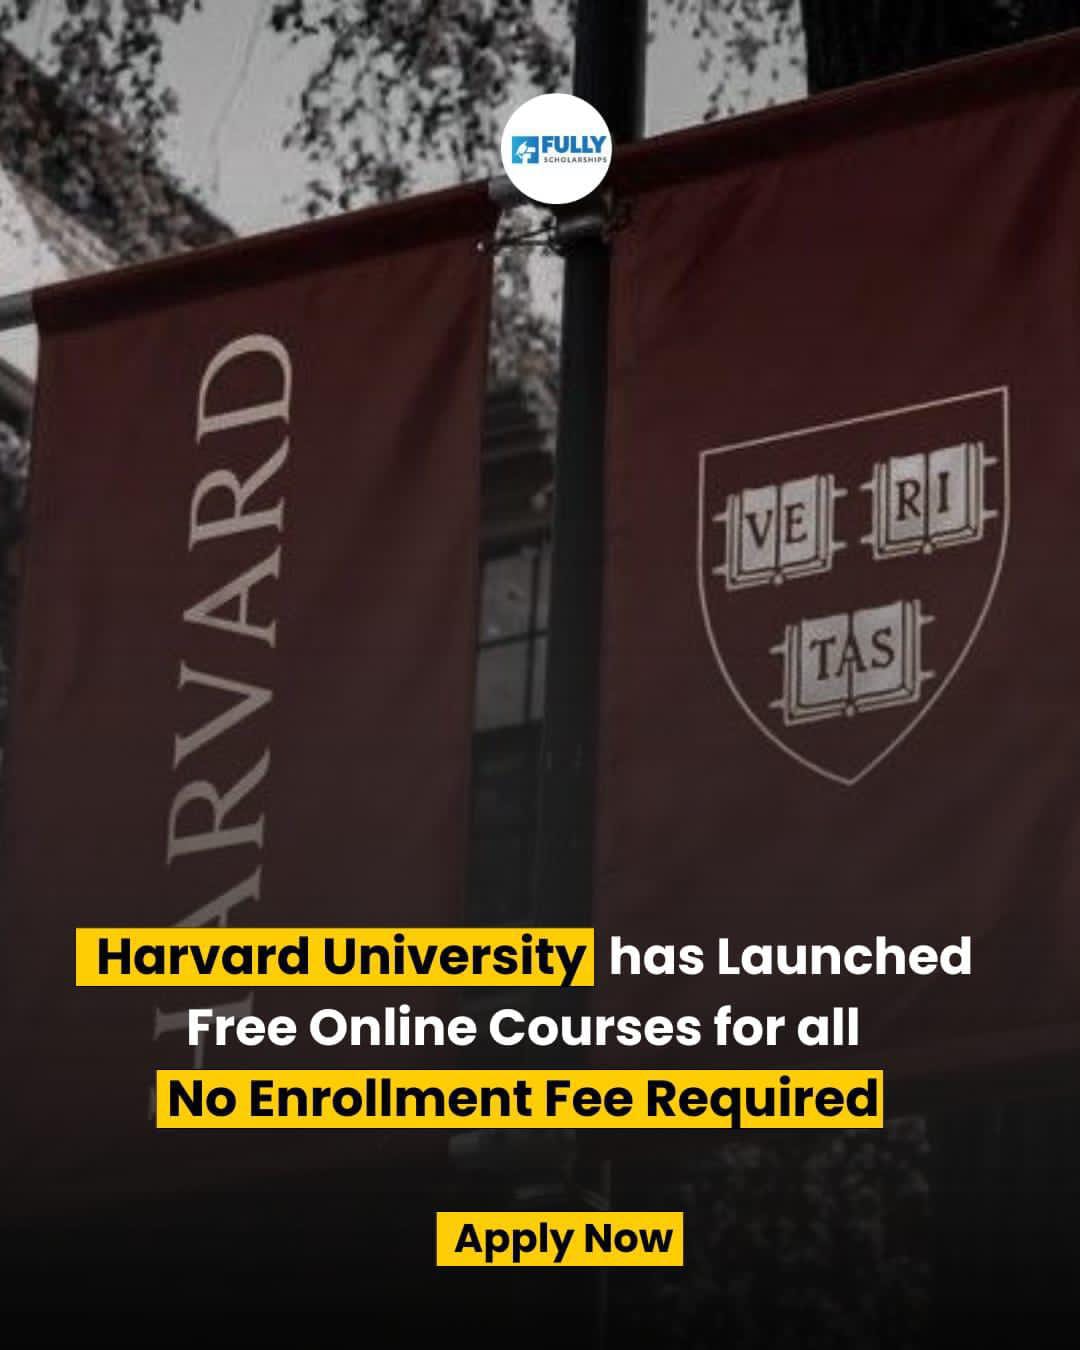 FULLY
SCHOLARSHIPS
HARVARD
VE RI
TAS
Harvard University has Launched
Free Online Courses for all
No Enrollment Fee Required
Apply Now